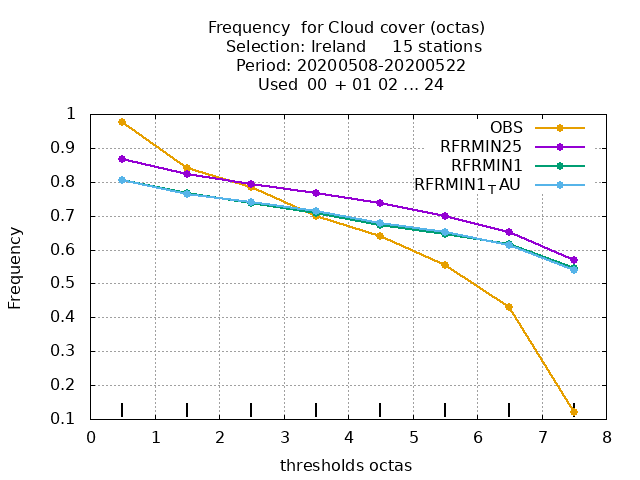 Frequency  for Cloud cover (octas)
Selection: Ireland     15 stations
Period: 20200508-20200522
Used  00  + 01 02 ... 24
1
0.9
0.8
0.7
0.6
0.5
0.4
0.3
0.2
0.1
Frequency
OBS
RFRMIN25
RFRMIN1
RFRMIN1_TAU
0 1 2 3 4 5 6 7 8
thresholds octas